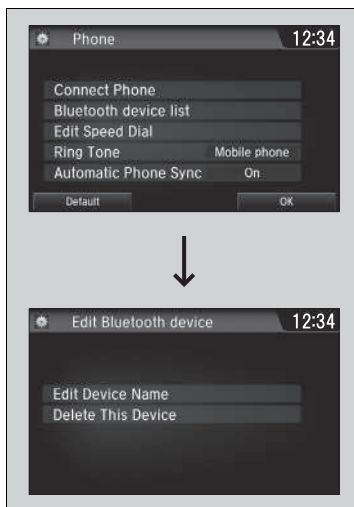 Phone 12:34
Connect Phone
Bluetooth device list
Edit Speed Dial
Ring Tone Mobile phone
Automatic Phone Sync On
Default OK
Edit Bluetooth device 12:34
Edit Device Name
Delete This Device